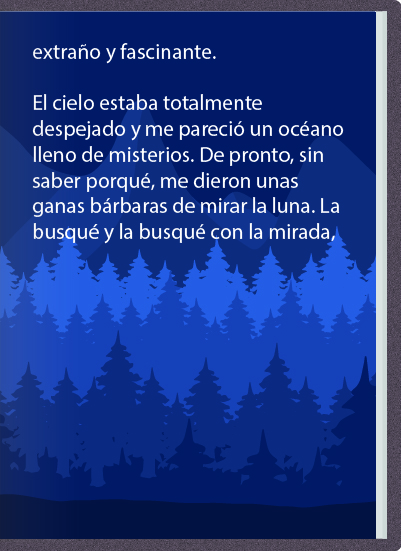 extraño y fascinante.
El cielo estaba totalmente
despejado y me pareció un océano
lleno de misterios. De pronto, sin
saber porqué, me dieron unas
ganas bárbaras de mirar la luna. La
busqué y la busqué con la mirada,